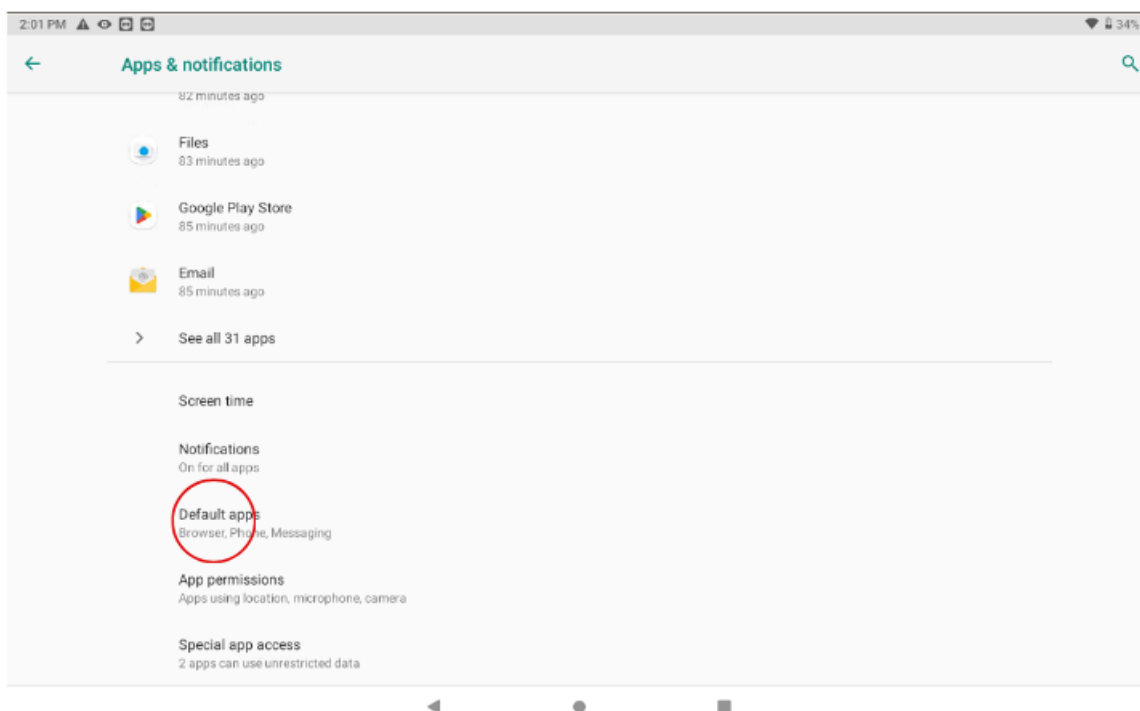 2:01 PM 34%
Apps & notifications
82 minutes ago
Files
83 minutes ago
Google Play Store
85 minutes ago
Email
85 minutes ago
See all 31 apps
Screen time
Notifications
On for all apps
Default apps
Browser, Phone, Messaging
App permissions
Apps using location, microphone, camera
Special app access
2 apps can use unrestricted data